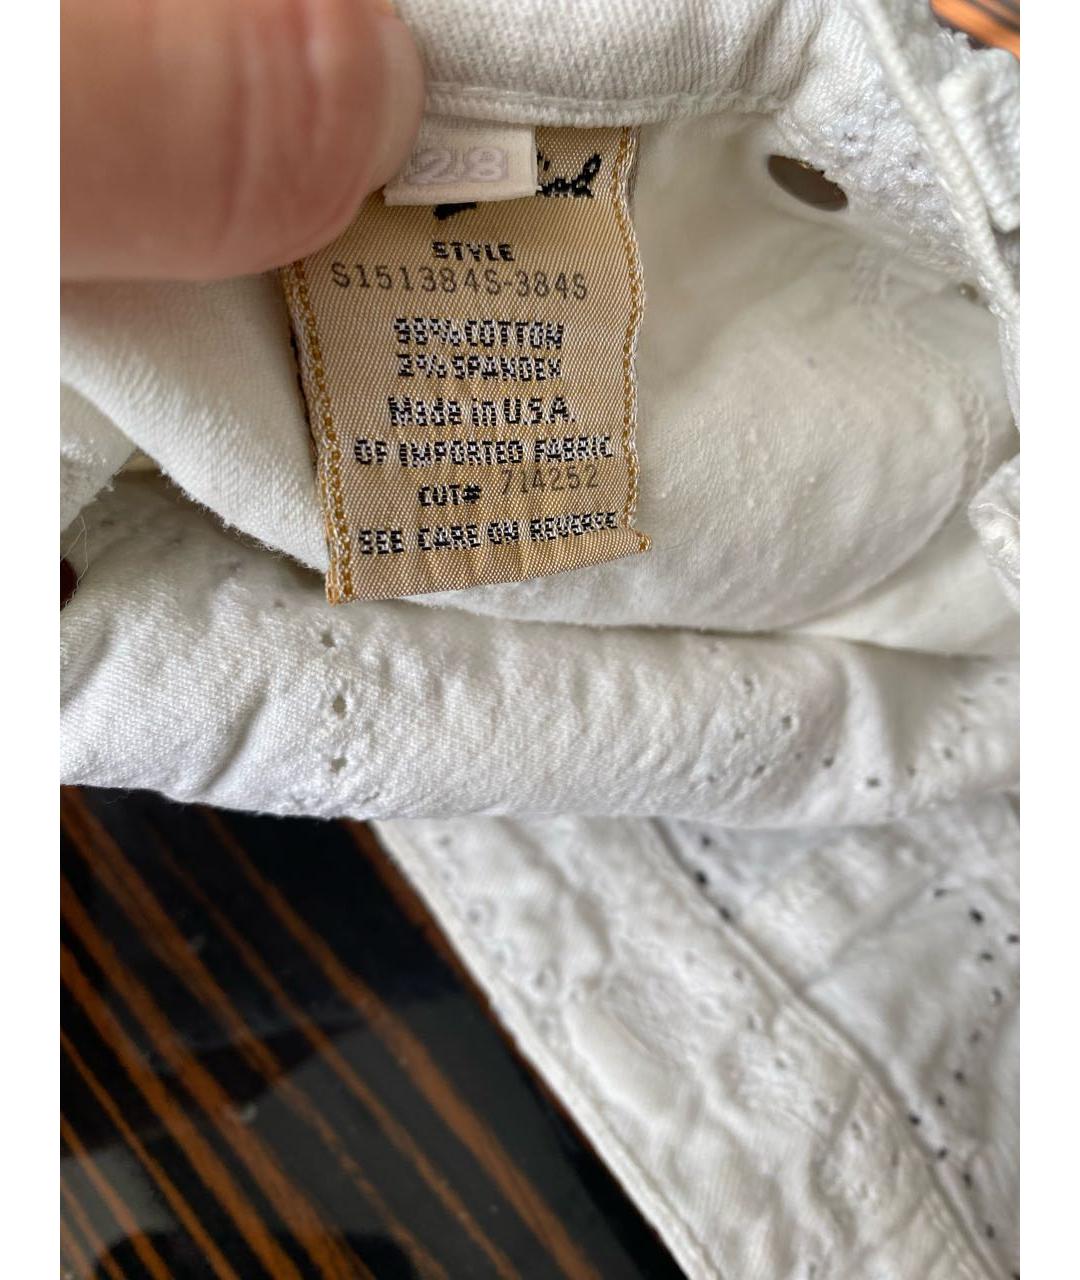 28
STYLE
S151384S-384S
98% COTTON
2% SPANDEX
Made in U.S.A.
OF IMPORTED FABRIC
CUT# 714252
SEE CARE ON REVERSE